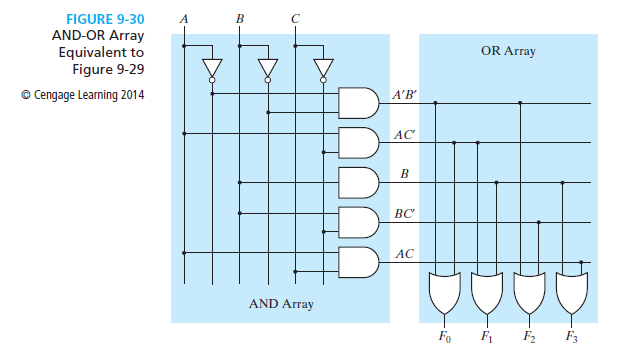 FIGURE 9-30
AND-OR Array
Equivalent to
Figure 9-29
© Cengage Learning 2014
A B C
OR Array
A'B'
AC'
B
BC'
AC
AND Array
F0 F1 F2 F3